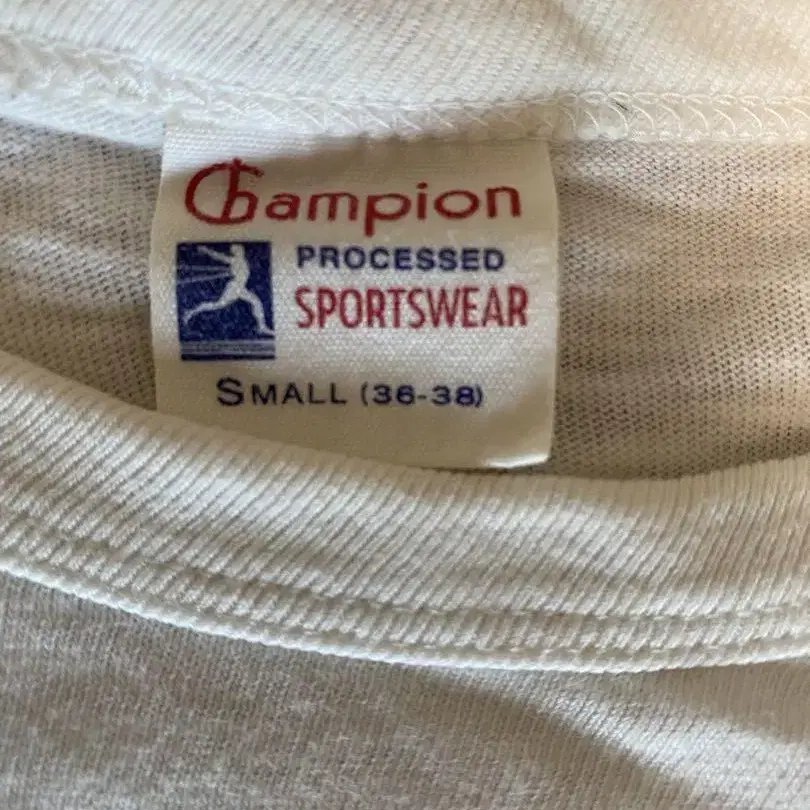 Champion
PROCESSED
SPORTSWEAR
SMALL (36-38)